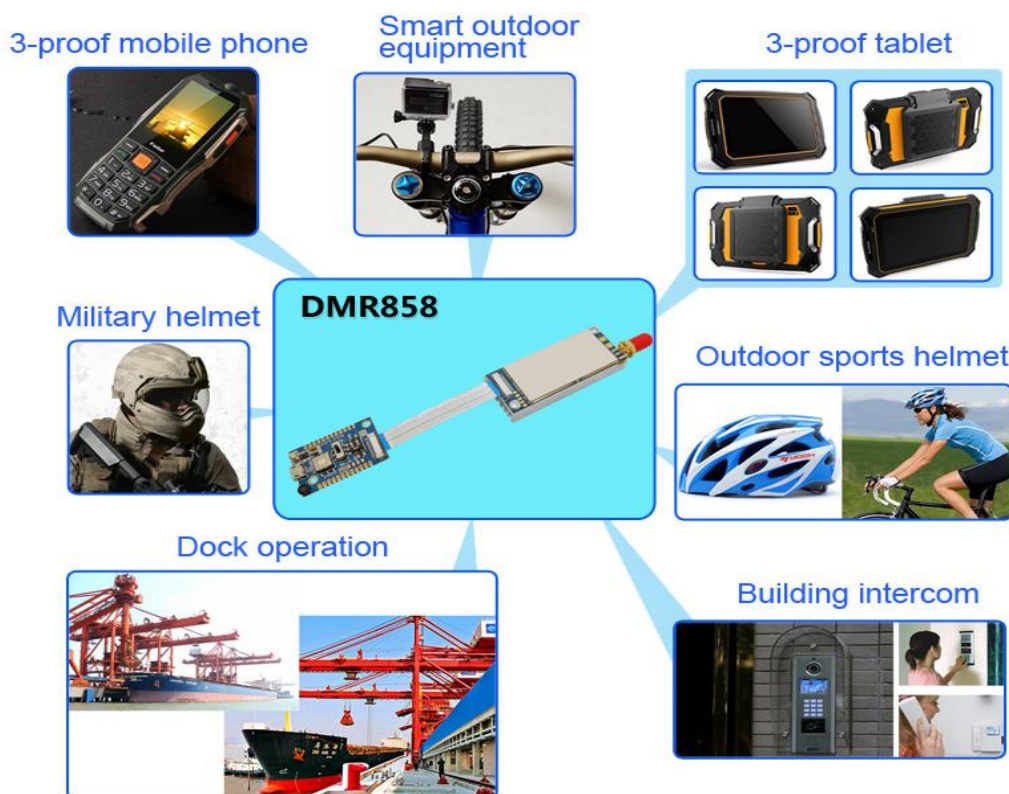 3-proof mobile phone
Smart outdoor
equipment
3-proof tablet
DMR858
Military helmet
Outdoor sports helmet
Dock operation
Building intercom